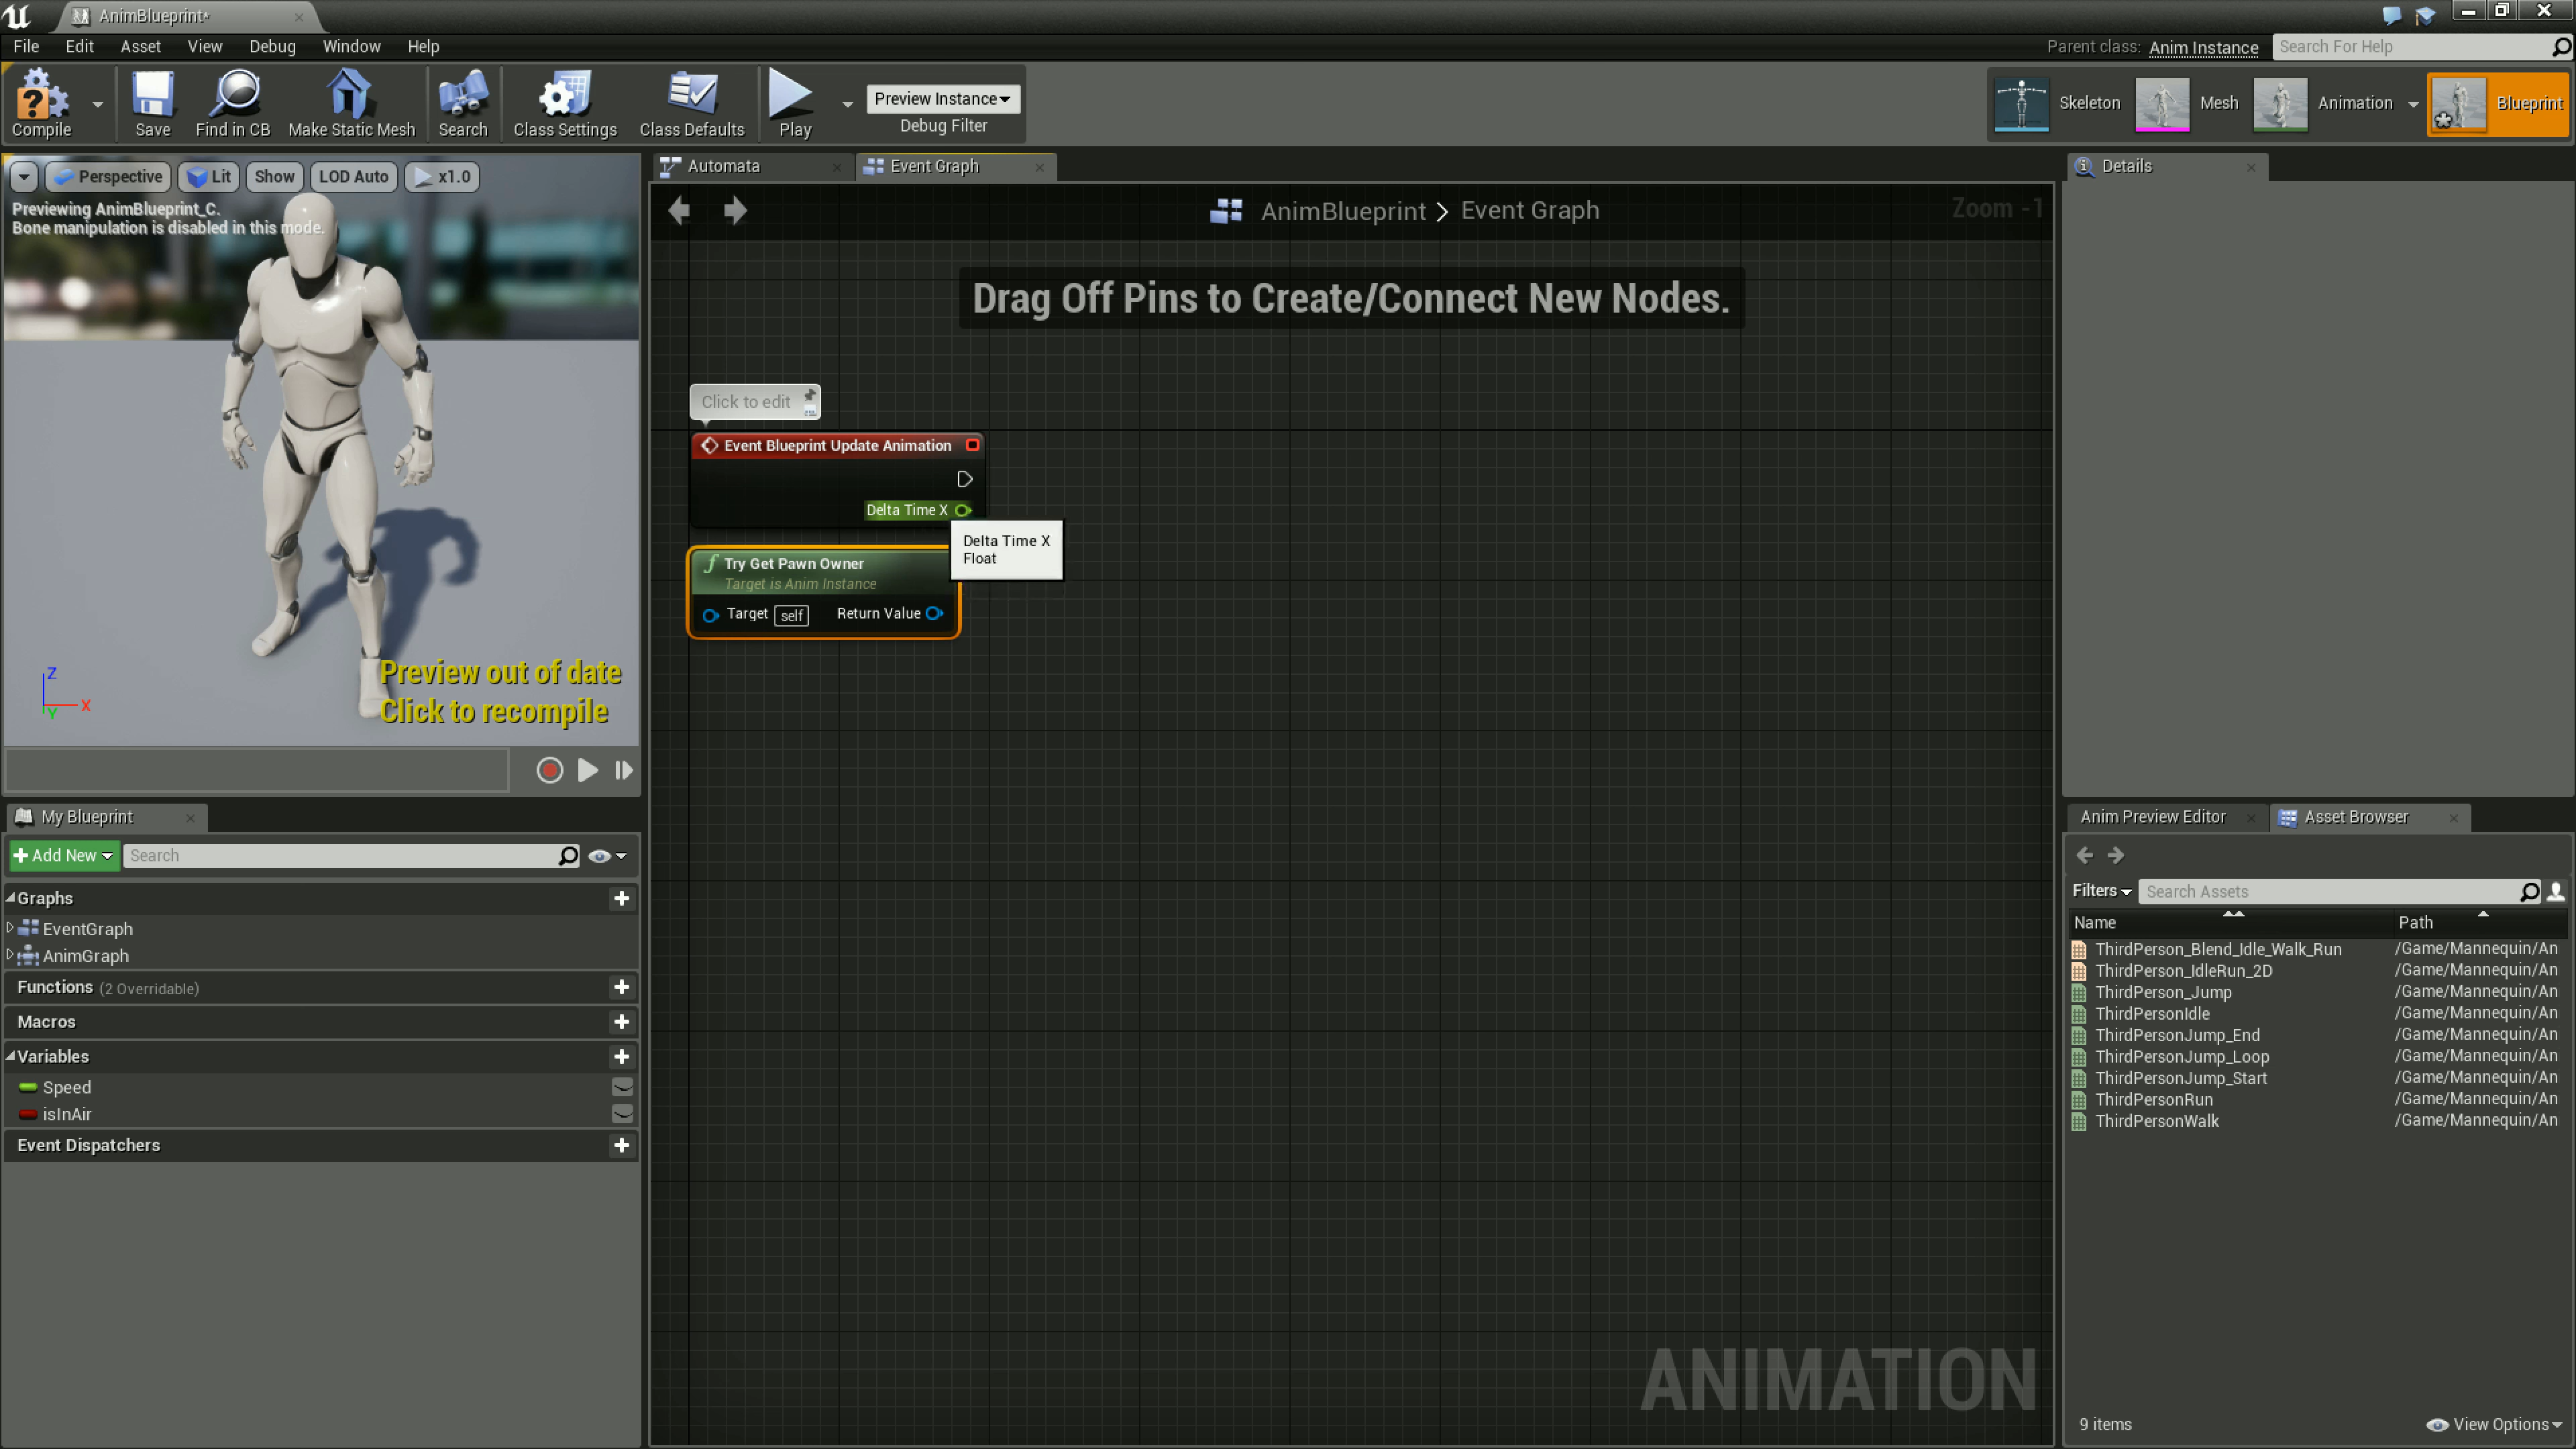 AnimBlueprint*
File Edit Asset View Debug Window Help
Parent class: Anim Instance
Search For Help
Compile
Save
Find in CB
Make Static Mesh
Search
Class Settings
Class Defaults
Play
Preview Instance
Debug Filter
Skeleton
Mesh
Animation
Blueprint
Perspective
Lit
Show
LOD Auto
x1.0
Previewing AnimBlueprint_C.
Bone manipulation is disabled in this mode.
Z
X
Y
Preview out of date
Click to recompile
Automata
Event Graph
AnimBlueprint > Event Graph
Zoom -1
Drag Off Pins to Create/Connect New Nodes.
Click to edit
Event Blueprint Update Animation
Delta Time X
Delta Time X
Float
Try Get Pawn Owner
Target is Anim Instance
Target self Return Value
ANIMATION
My Blueprint
+ Add New
Search
Graphs
EventGraph
AnimGraph
Functions (2 Overridable)
Macros
Variables
Speed
isInAir
Event Dispatchers
Details
Anim Preview Editor
Asset Browser
Filters
Search Assets
Name Path
ThirdPerson_Blend_Idle_Walk_Run /Game/Mannequin/An
ThirdPerson_IdleRun_2D /Game/Mannequin/An
ThirdPerson_Jump /Game/Mannequin/An
ThirdPersonIdle /Game/Mannequin/An
ThirdPersonJump_End /Game/Mannequin/An
ThirdPersonJump_Loop /Game/Mannequin/An
ThirdPersonJump_Start /Game/Mannequin/An
ThirdPersonRun /Game/Mannequin/An
ThirdPersonWalk /Game/Mannequin/An
9 items
View Options